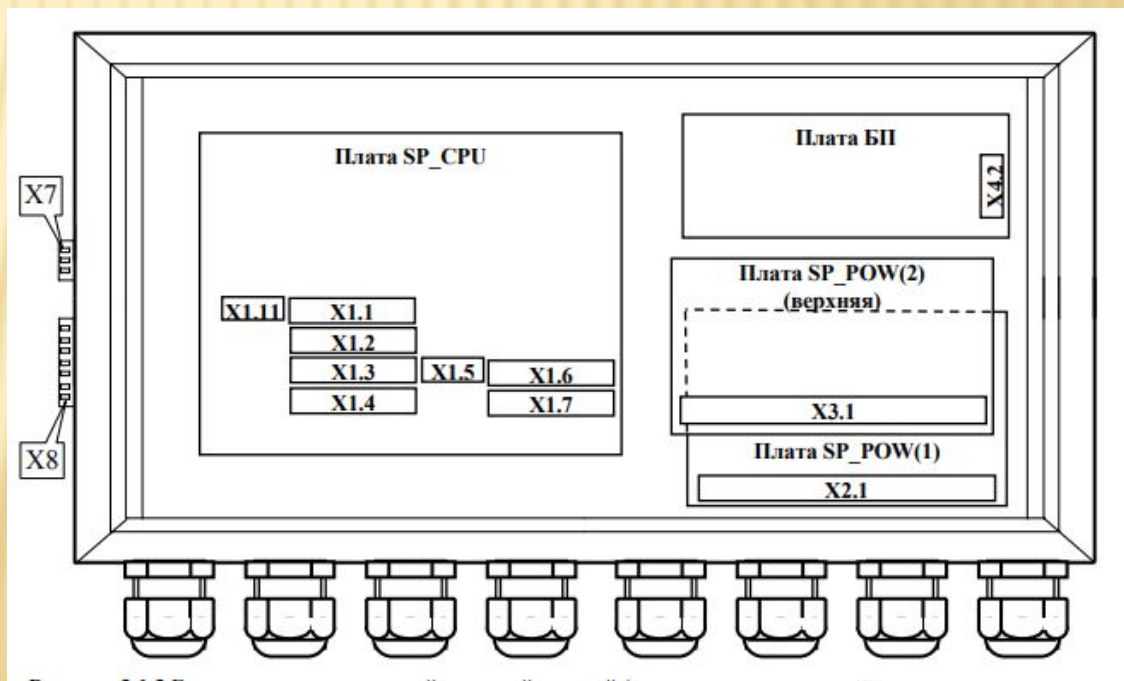 Плата SP_CPU
Плата БП
X4.2
X7
Плата SP_POW(2)
(верхняя)
X1.11
X1.1
X1.2
X1.3
X1.4
X1.5
X1.6
X1.7
X3.1
X8
Плата SP_POW(1)
X2.1